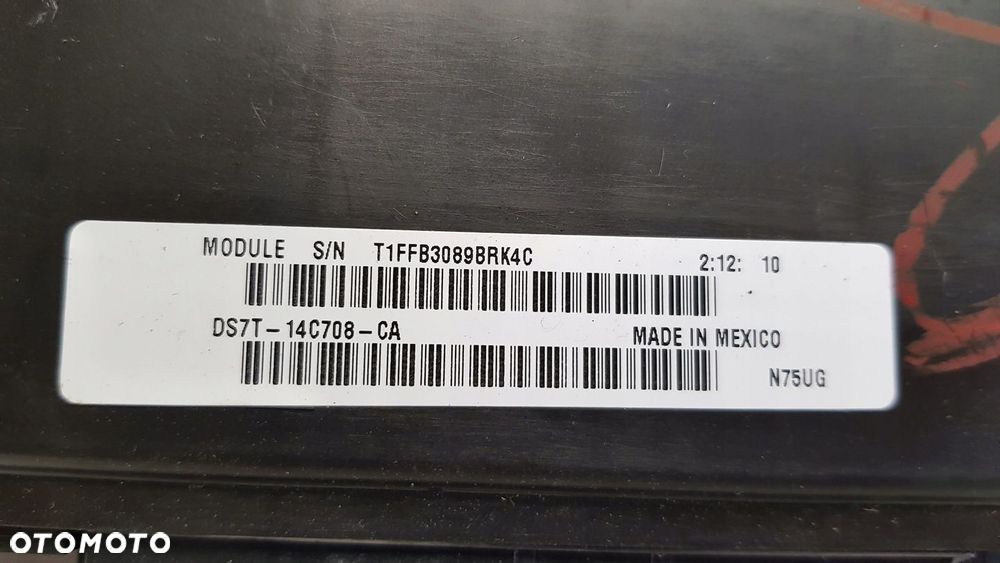 MODULE S/N T1FFB3089BRK4C 2:12: 10
DS7T-14C708-CA MADE IN MEXICO
N75UG
OTOMOTO